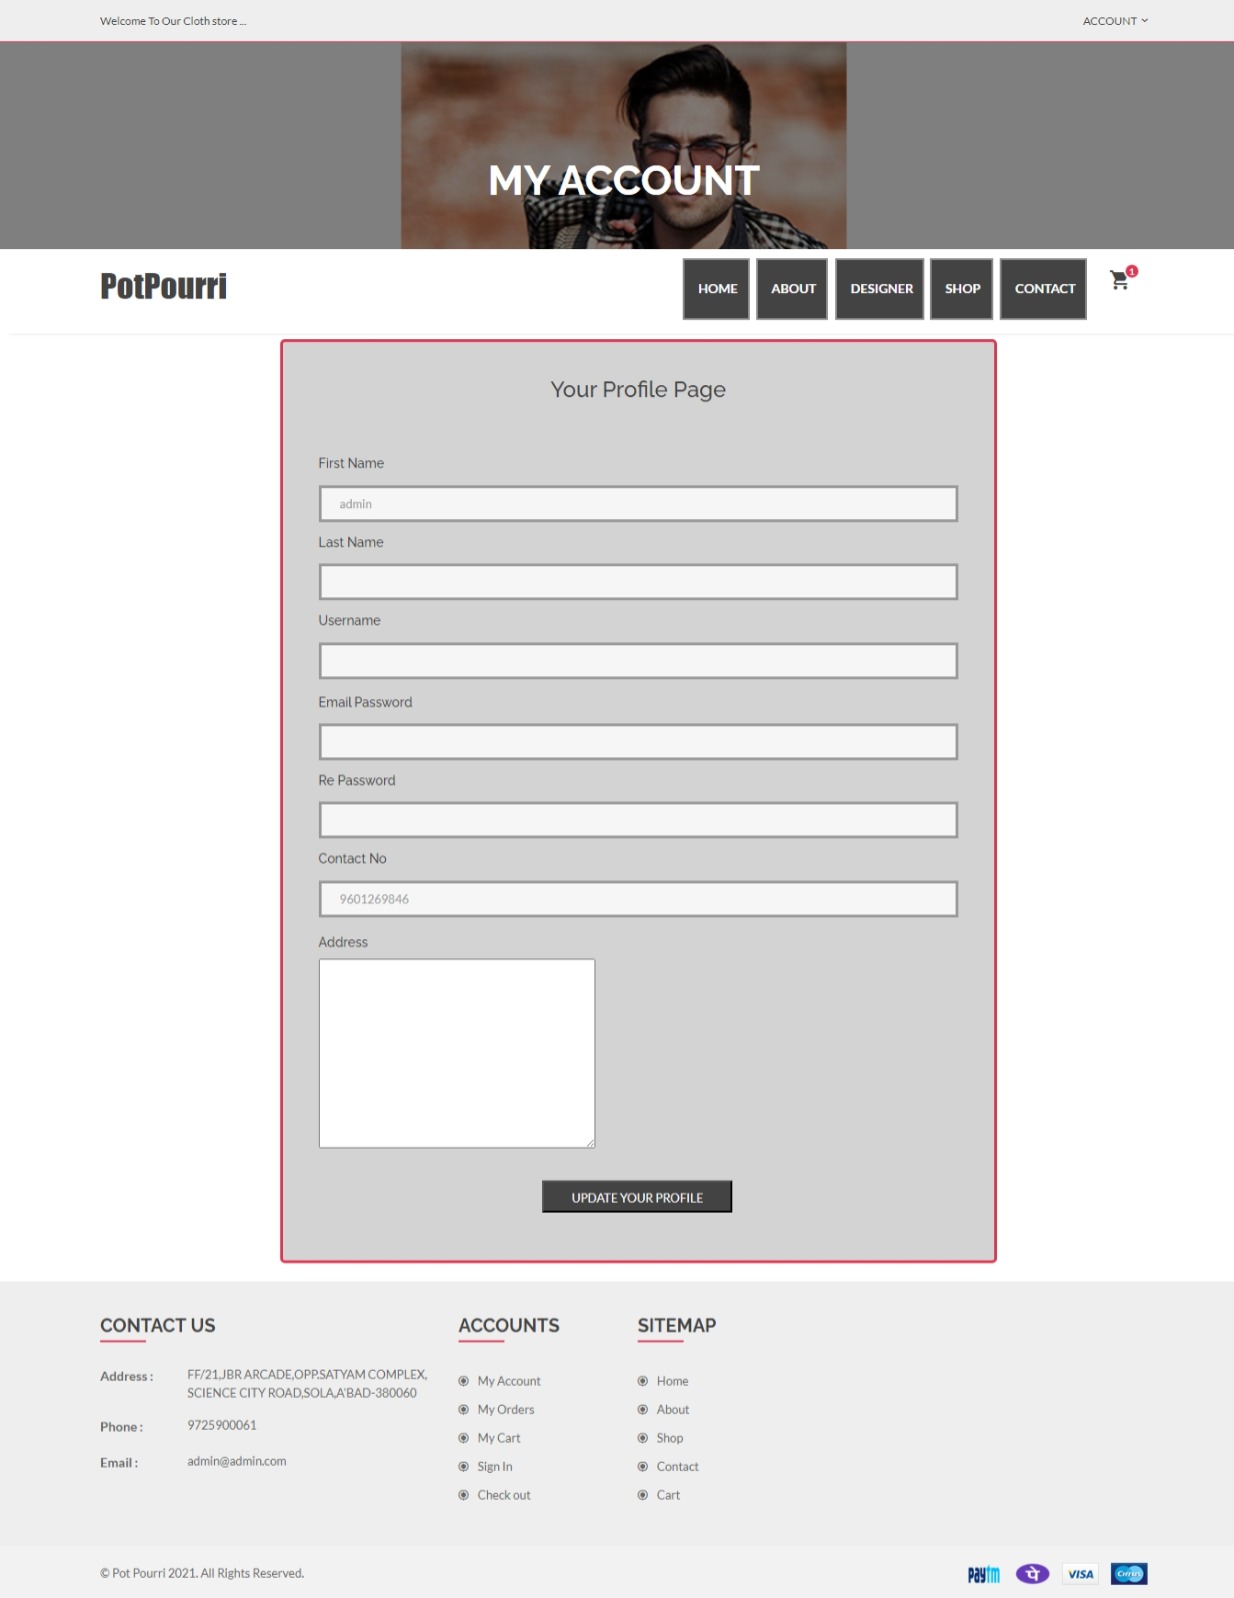 Welcome To Our Cloth store ...
ACCOUNT
MY ACCOUNT
PotPourri
HOME
ABOUT
DESIGNER
SHOP
CONTACT
1
Your Profile Page
First Name
admin
Last Name
Username
Email Password
Re Password
Contact No
9601269846
Address
UPDATE YOUR PROFILE
CONTACT US
Address :
FF/21,JBR ARCADE,OPP.SATYAM COMPLEX,
SCIENCE CITY ROAD,SOLA,A'BAD-380060
Phone :
9725900061
Email :
admin@admin.com
ACCOUNTS
My Account
My Orders
My Cart
Sign In
Check out
SITEMAP
Home
About
Shop
Contact
Cart
© Pot Pourri 2021. All Rights Reserved.
paytm
पे
VISA
Cirrus